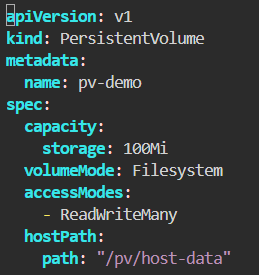 apiVersion: v1
kind: PersistentVolume
metadata:
  name: pv-demo
spec:
  capacity:
    storage: 100Mi
  volumeMode: Filesystem
  accessModes:
    - ReadWriteMany
  hostPath:
    path: "/pv/host-data"